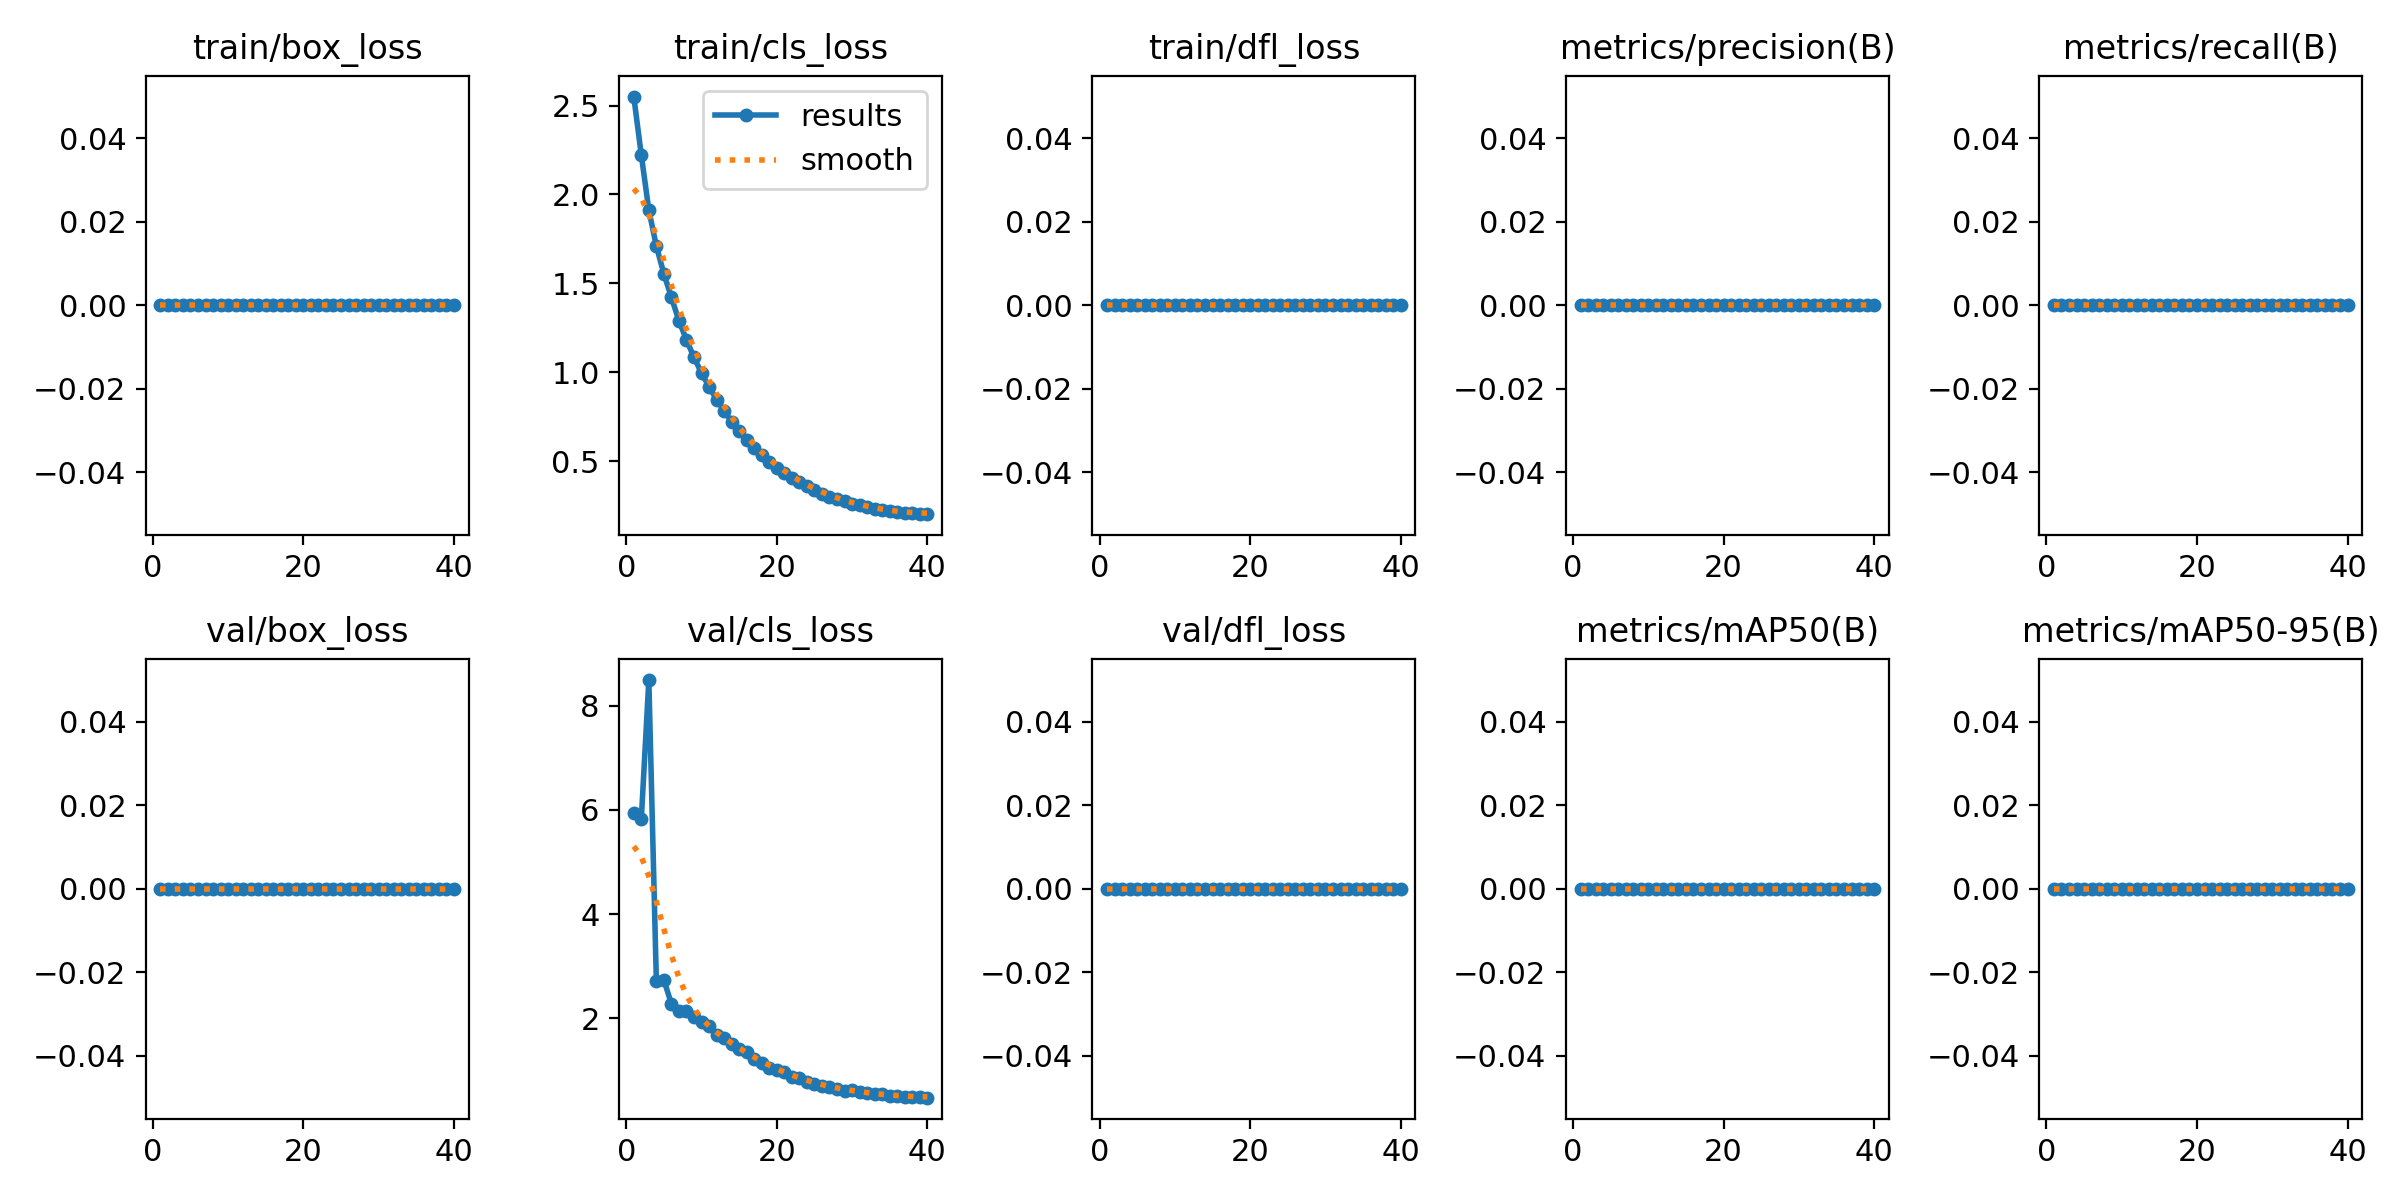 train/box_loss
0.04
0.02
0.00
−0.02
−0.04
0 20 40
train/cls_loss
results
smooth
2.5
2.0
1.5
1.0
0.5
0 20 40
train/dfl_loss
0.04
0.02
0.00
−0.02
−0.04
0 20 40
metrics/precision(B)
0.04
0.02
0.00
−0.02
−0.04
0 20 40
metrics/recall(B)
0.04
0.02
0.00
−0.02
−0.04
0 20 40
val/box_loss
0.04
0.02
0.00
−0.02
−0.04
0 20 40
val/cls_loss
8
6
4
2
0 20 40
val/dfl_loss
0.04
0.02
0.00
−0.02
−0.04
0 20 40
metrics/mAP50(B)
0.04
0.02
0.00
−0.02
−0.04
0 20 40
metrics/mAP50-95(B)
0.04
0.02
0.00
−0.02
−0.04
0 20 40